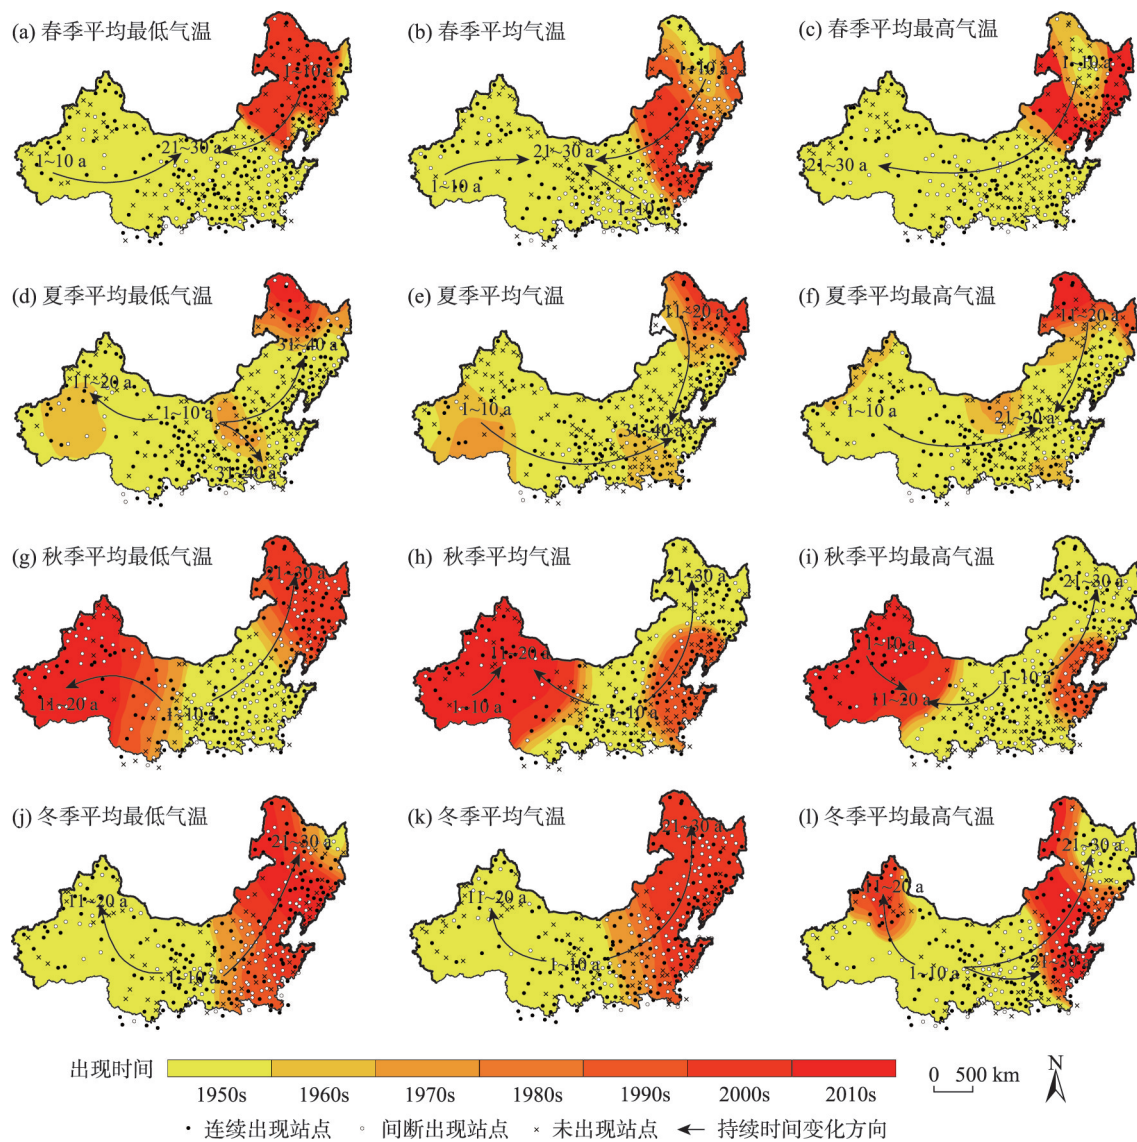 (a) 春季平均最低气温
1~10 a
1~10 a
21~30 a
(b) 春季平均气温
1~10 a
21~30 a
1~10 a
1~10 a
(c) 春季平均最高气温
1~10 a
21~30 a
(d) 夏季平均最低气温
31~40 a
11~20 a
1~10 a
31~40 a
(e) 夏季平均气温
11~20 a
1~10 a
31~40 a
(f) 夏季平均最高气温
11~20 a
1~10 a
21~30 a
(g) 秋季平均最低气温
21~30 a
11~20 a
1~10 a
(h) 秋季平均气温
21~30 a
11~20 a
1~10 a
1~10 a
(i) 秋季平均最高气温
21~30 a
1~10 a
1~10 a
11~20 a
(j) 冬季平均最低气温
21~30 a
11~20 a
1~10 a
(k) 冬季平均气温
21~30 a
11~20 a
1~10 a
(l) 冬季平均最高气温
21~30 a
11~20 a
1~10 a
21~30 a
出现时间
1950s 1960s 1970s 1980s 1990s 2000s 2010s
0 500 km
N
连续出现站点 间断出现站点 未出现站点 持续时间变化方向